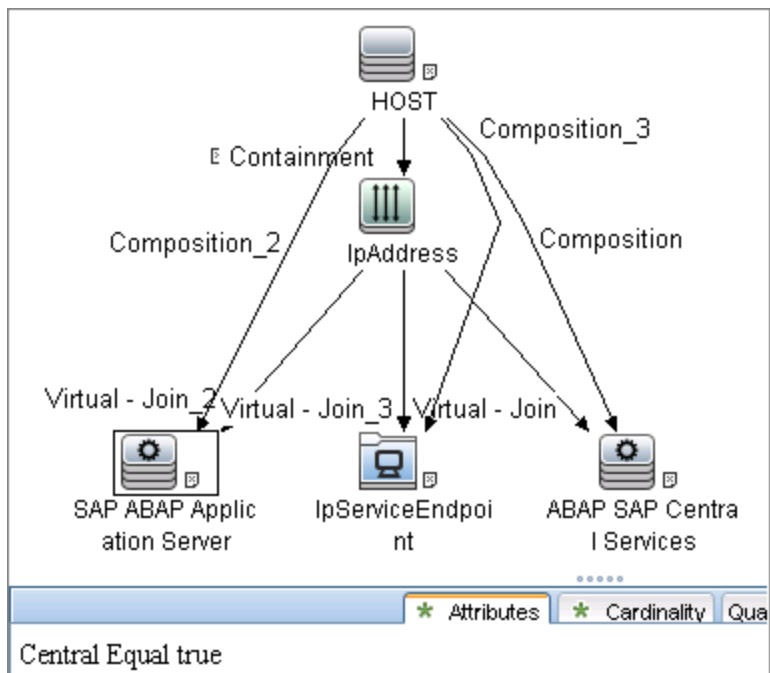 HOST
Composition_3
Containment
Composition_2
IpAddress
Composition
Virtual - Join_2
Virtual - Join_3
Virtual - Join
SAP ABAP Applic
ation Server
IpServiceEndpoi
nt
ABAP SAP Centra
l Services
Attributes
Cardinality
Qua
Central Equal true